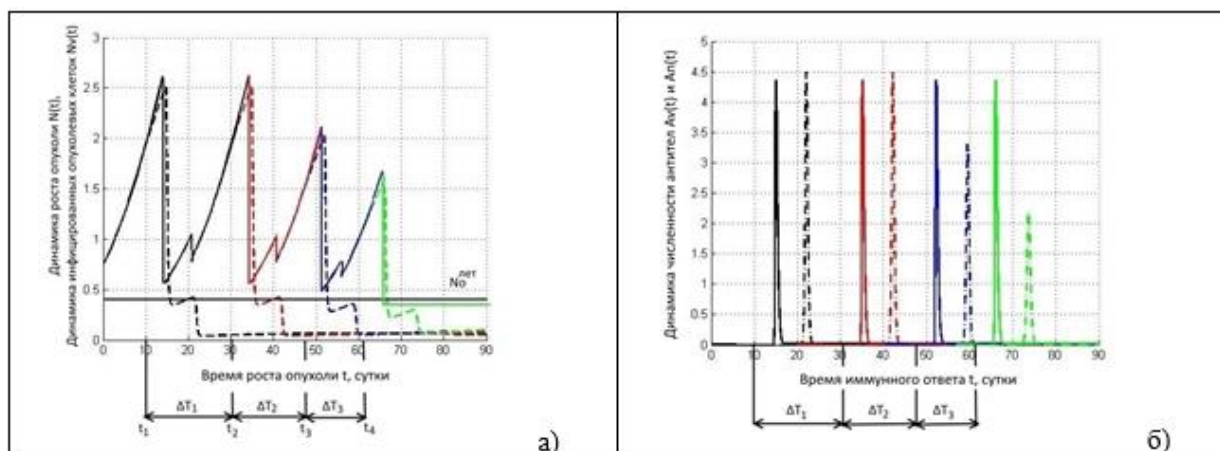 Динамика роста опухоли N(t),
Динамика инфицированных опухолевых клеток Nv(t)
3
2.5
2
1.5
1
0.5
0
Nо лет
0 10 20 30 40 50 60 70 80 90
Время роста опухоли t, сутки
ΔT1 ΔT2 ΔT3
t1 t2 t3 t4
а)
Динамика численности антител Av(t) и An(t)
5
4.5
4
3.5
3
2.5
2
1.5
1
0.5
0
0 10 20 30 40 50 60 70 80 90
Время иммунного ответа t, сутки
ΔT1 ΔT2 ΔT3
б)